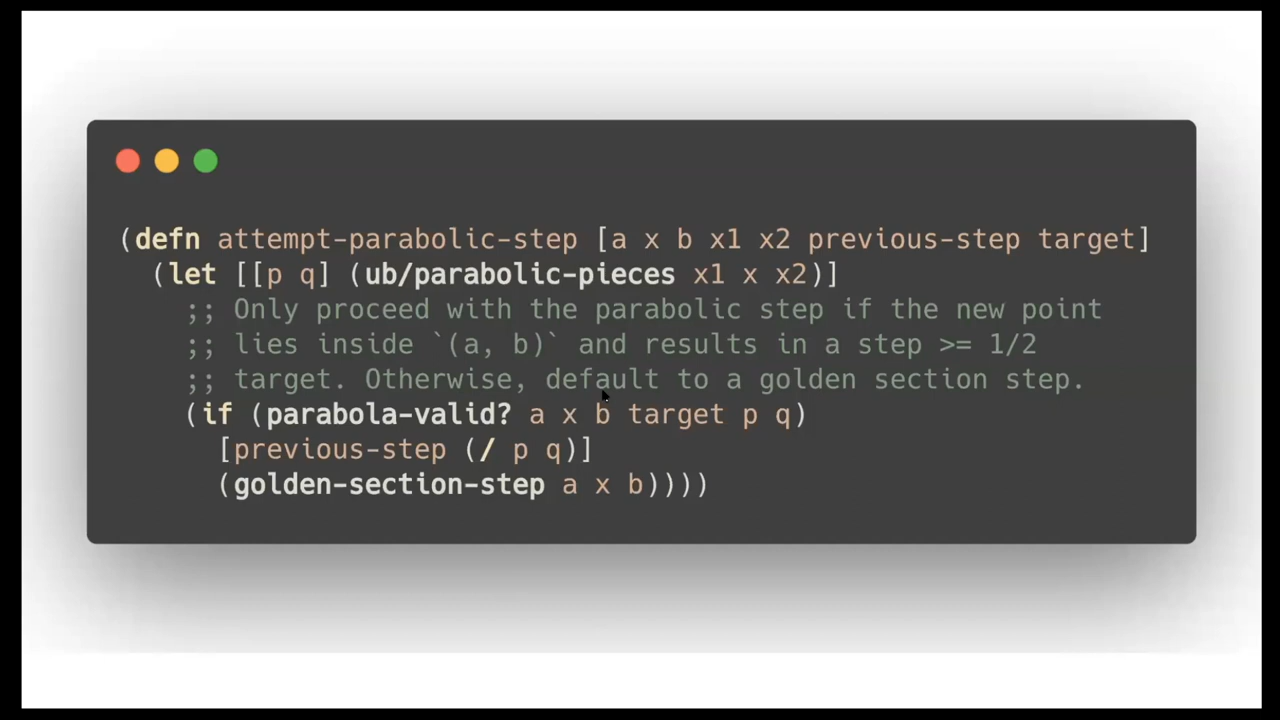 (defn attempt-parabolic-step [a x b x1 x2 previous-step target]
(let [[p q] (ub/parabolic-pieces x1 x x2)]
;; Only proceed with the parabolic step if the new point
;; lies inside `(a, b)` and results in a step >= 1/2
;; target. Otherwise, default to a golden section step.
(if (parabola-valid? a x b target p q)
[previous-step (/ p q)]
(golden-section-step a x b))))